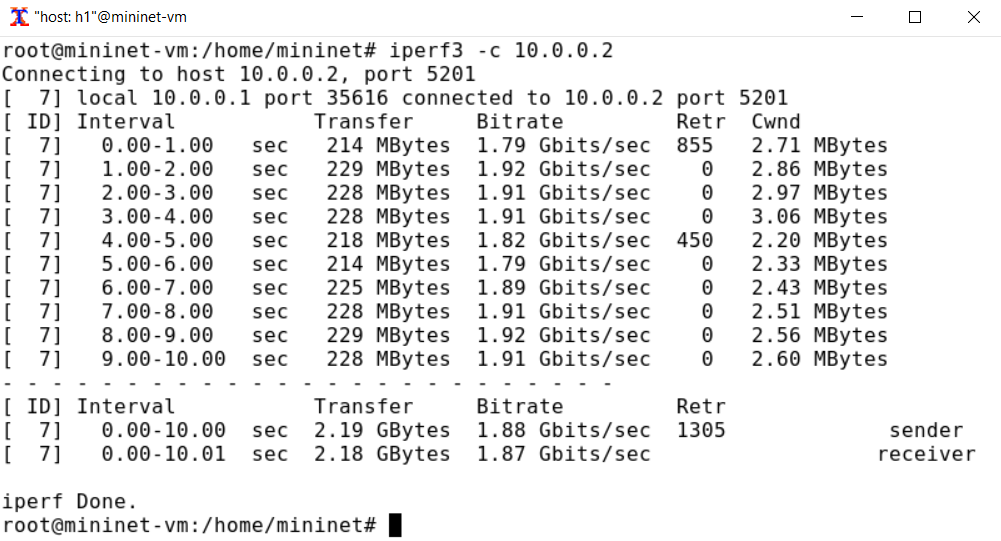 "host: h1"@mininet-vm
root@mininet-vm:/home/mininet# iperf3 -c 10.0.0.2
Connecting to host 10.0.0.2, port 5201
[  7] local 10.0.0.1 port 35616 connected to 10.0.0.2 port 5201
[ ID] Interval           Transfer     Bitrate         Retr  Cwnd
[  7]   0.00-1.00   sec   214 MBytes  1.79 Gbits/sec  855   2.71 MBytes
[  7]   1.00-2.00   sec   229 MBytes  1.92 Gbits/sec    0   2.86 MBytes
[  7]   2.00-3.00   sec   228 MBytes  1.91 Gbits/sec    0   2.97 MBytes
[  7]   3.00-4.00   sec   228 MBytes  1.91 Gbits/sec    0   3.06 MBytes
[  7]   4.00-5.00   sec   218 MBytes  1.82 Gbits/sec  450   2.20 MBytes
[  7]   5.00-6.00   sec   214 MBytes  1.79 Gbits/sec    0   2.33 MBytes
[  7]   6.00-7.00   sec   225 MBytes  1.89 Gbits/sec    0   2.43 MBytes
[  7]   7.00-8.00   sec   228 MBytes  1.91 Gbits/sec    0   2.51 MBytes
[  7]   8.00-9.00   sec   229 MBytes  1.92 Gbits/sec    0   2.56 MBytes
[  7]   9.00-10.00  sec   228 MBytes  1.91 Gbits/sec    0   2.60 MBytes
- - - - - - - - - - - - - - - - - - - - - - - - -
[ ID] Interval           Transfer     Bitrate         Retr
[  7]   0.00-10.00  sec  2.19 GBytes  1.88 Gbits/sec  1305             sender
[  7]   0.00-10.01  sec  2.18 GBytes  1.87 Gbits/sec                  receiver

iperf Done.
root@mininet-vm:/home/mininet#